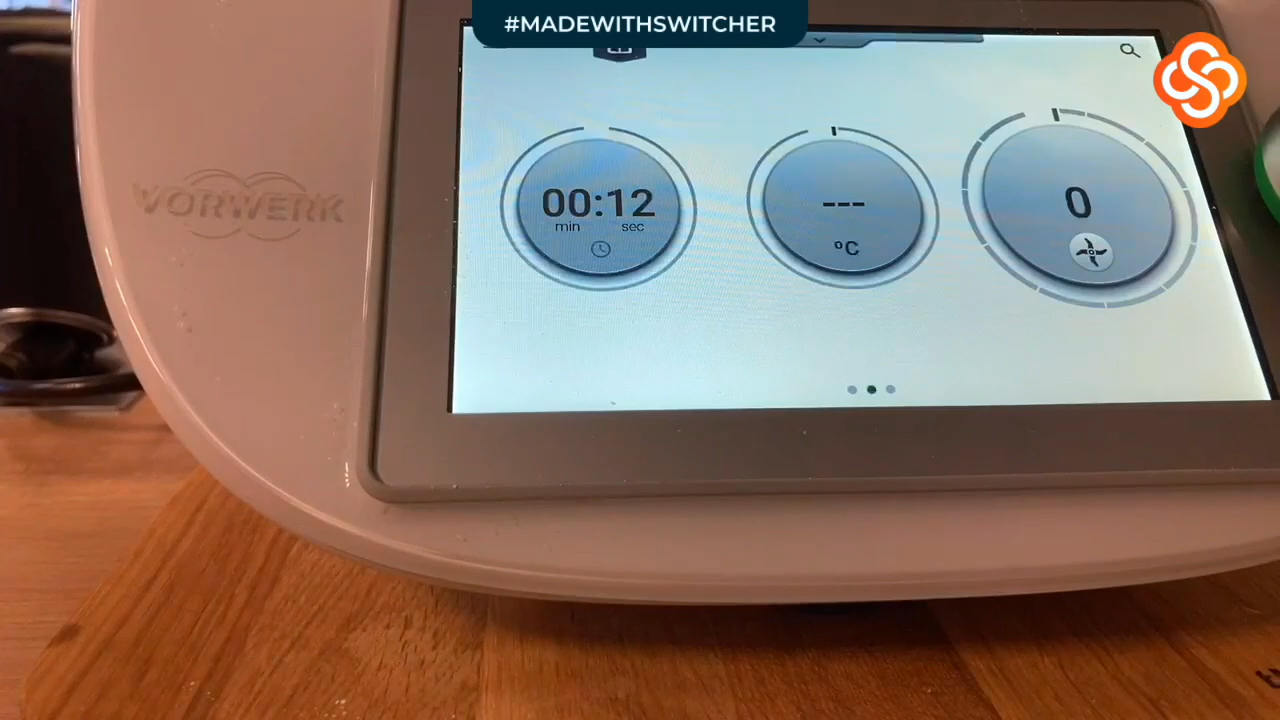 #MADEWITHSWITCHER
VORWERK
00:12
min sec
---
°C
0